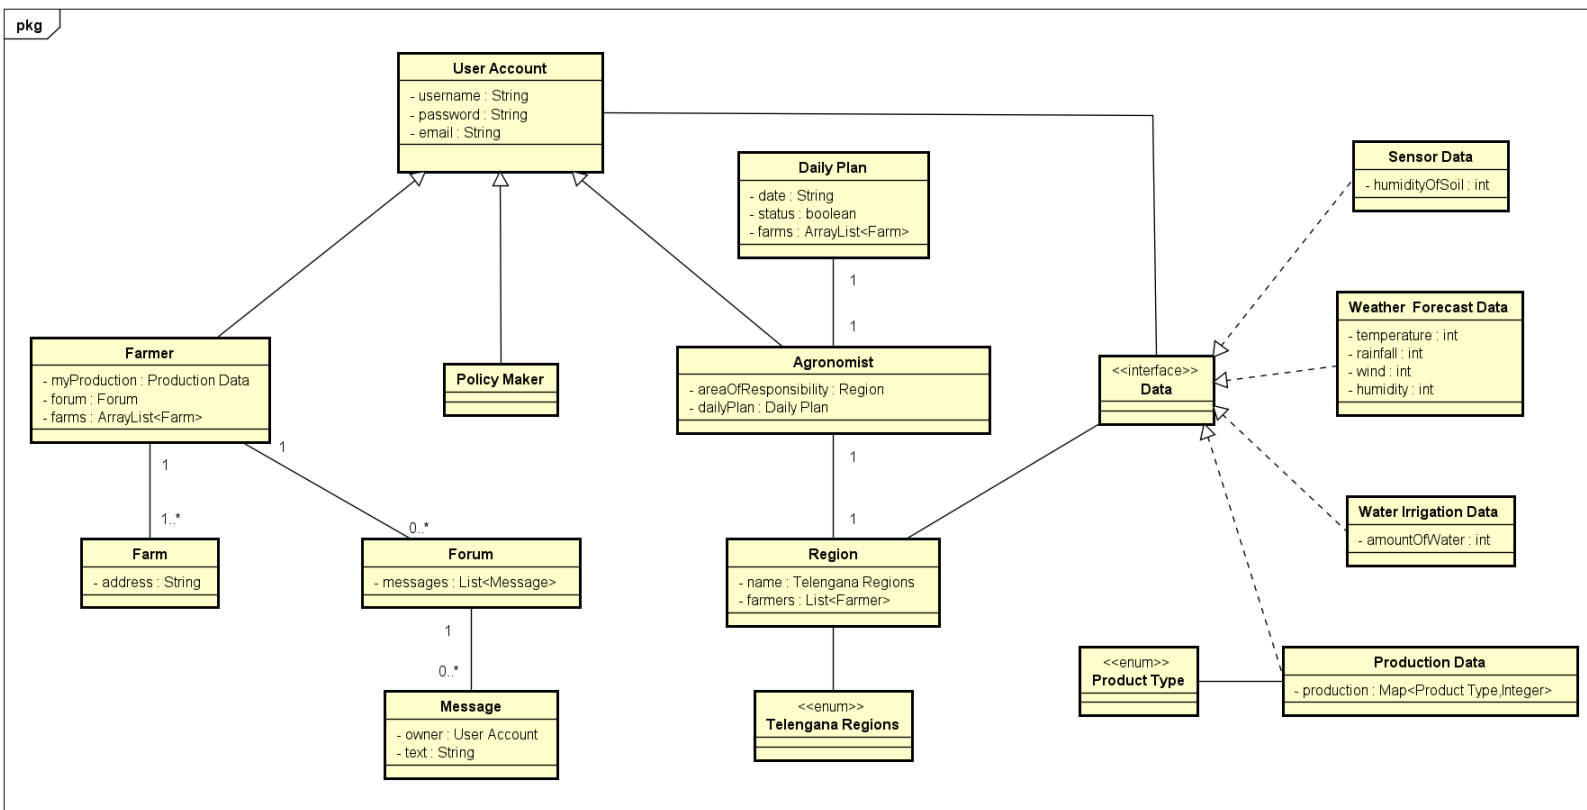 pkg
User Account
- username : String
- password : String
- email : String
Daily Plan
- date : String
- status : boolean
- farms : ArrayList<Farm>
Sensor Data
- humidityOfSoil : int
Weather  Forecast Data
- temperature : int
- rainfall : int
- wind : int
- humidity : int
1
1
Farmer
- myProduction : Production Data
- forum : Forum
- farms : ArrayList<Farm>
Policy Maker
Agronomist
- areaOfResponsibility : Region
- dailyPlan : Daily Plan
<<interface>>
Data
1
1
1
1..*
0..*
1
Water Irrigation Data
- amountOfWater : int
Farm
- address : String
Forum
- messages : List<Message>
Region
- name : Telengana Regions
- farmers : List<Farmer>
1
0..*
<<enum>>
Product Type
Production Data
- production : Map<Product Type,Integer>
Message
- owner : User Account
- text : String
<<enum>>
Telengana Regions